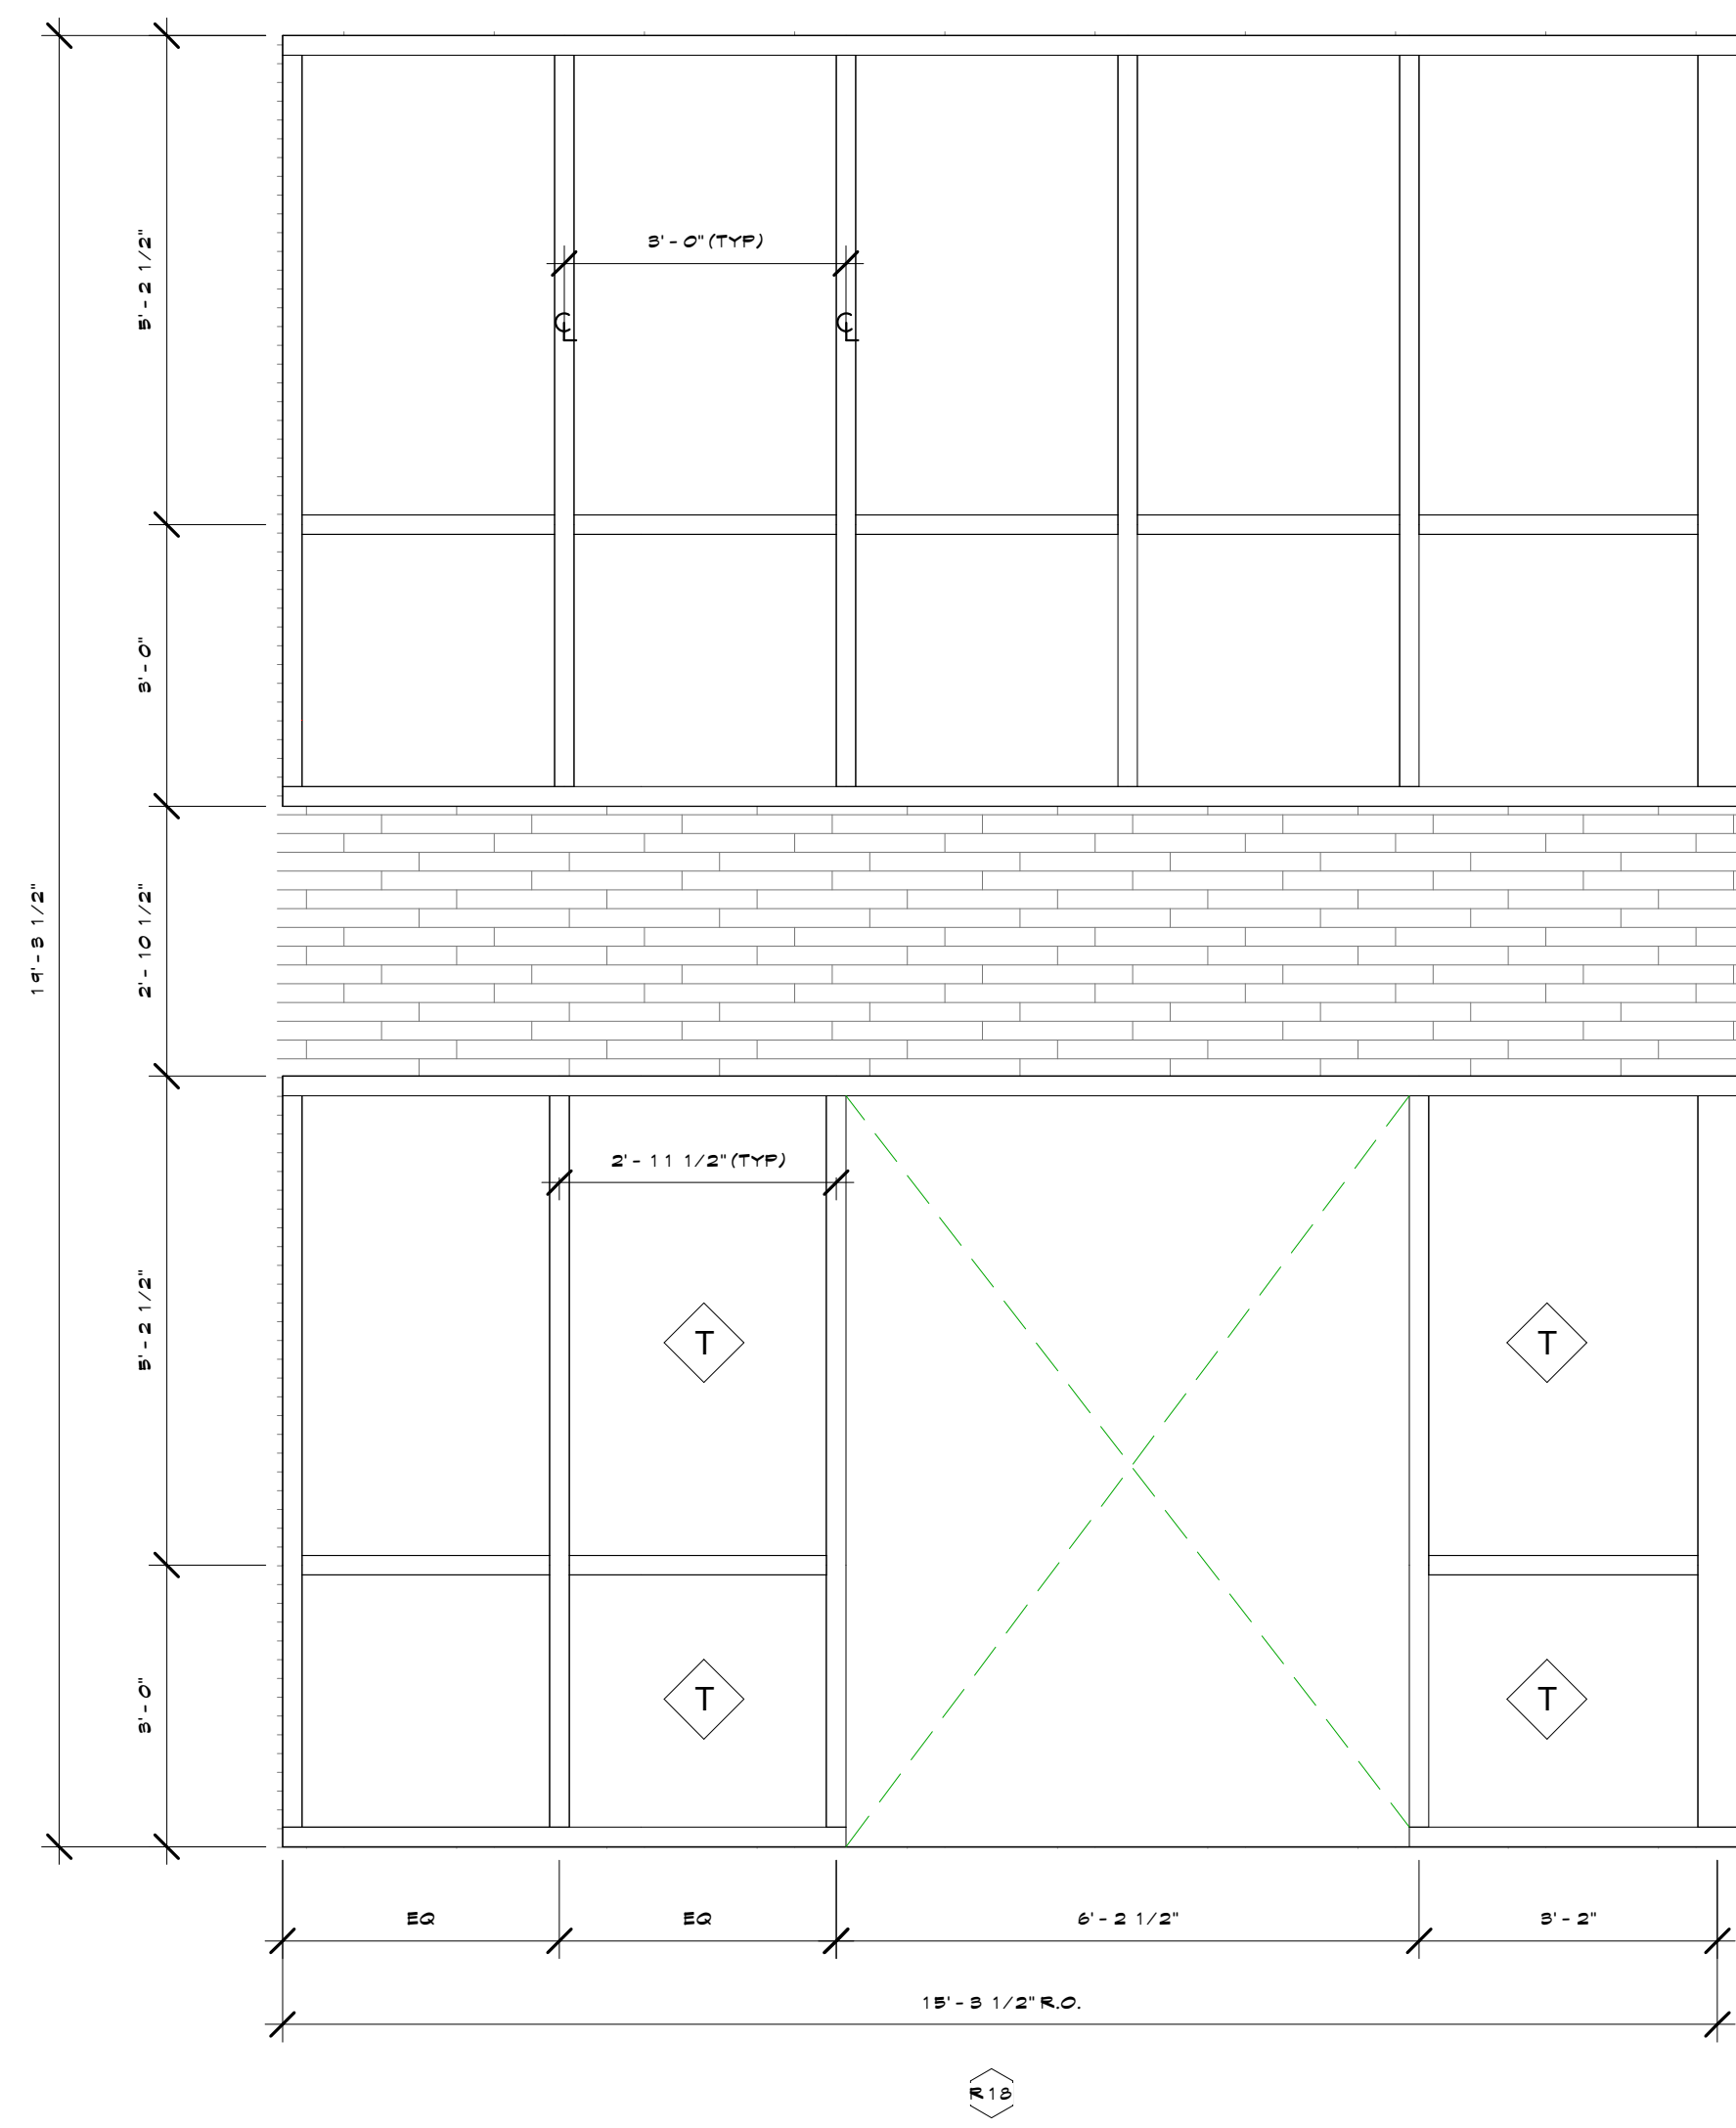 5'-2 1/2"
3'-0"(TYP)
CL
CL
3'-0"
19'-3 1/2"
2'-10 1/2"
2'-11 1/2"(TYP)
5'-2 1/2"
T
T
3'-0"
T
T
EQ
EQ
6'-2 1/2"
3'-2"
15'-3 1/2" R.O.
R18